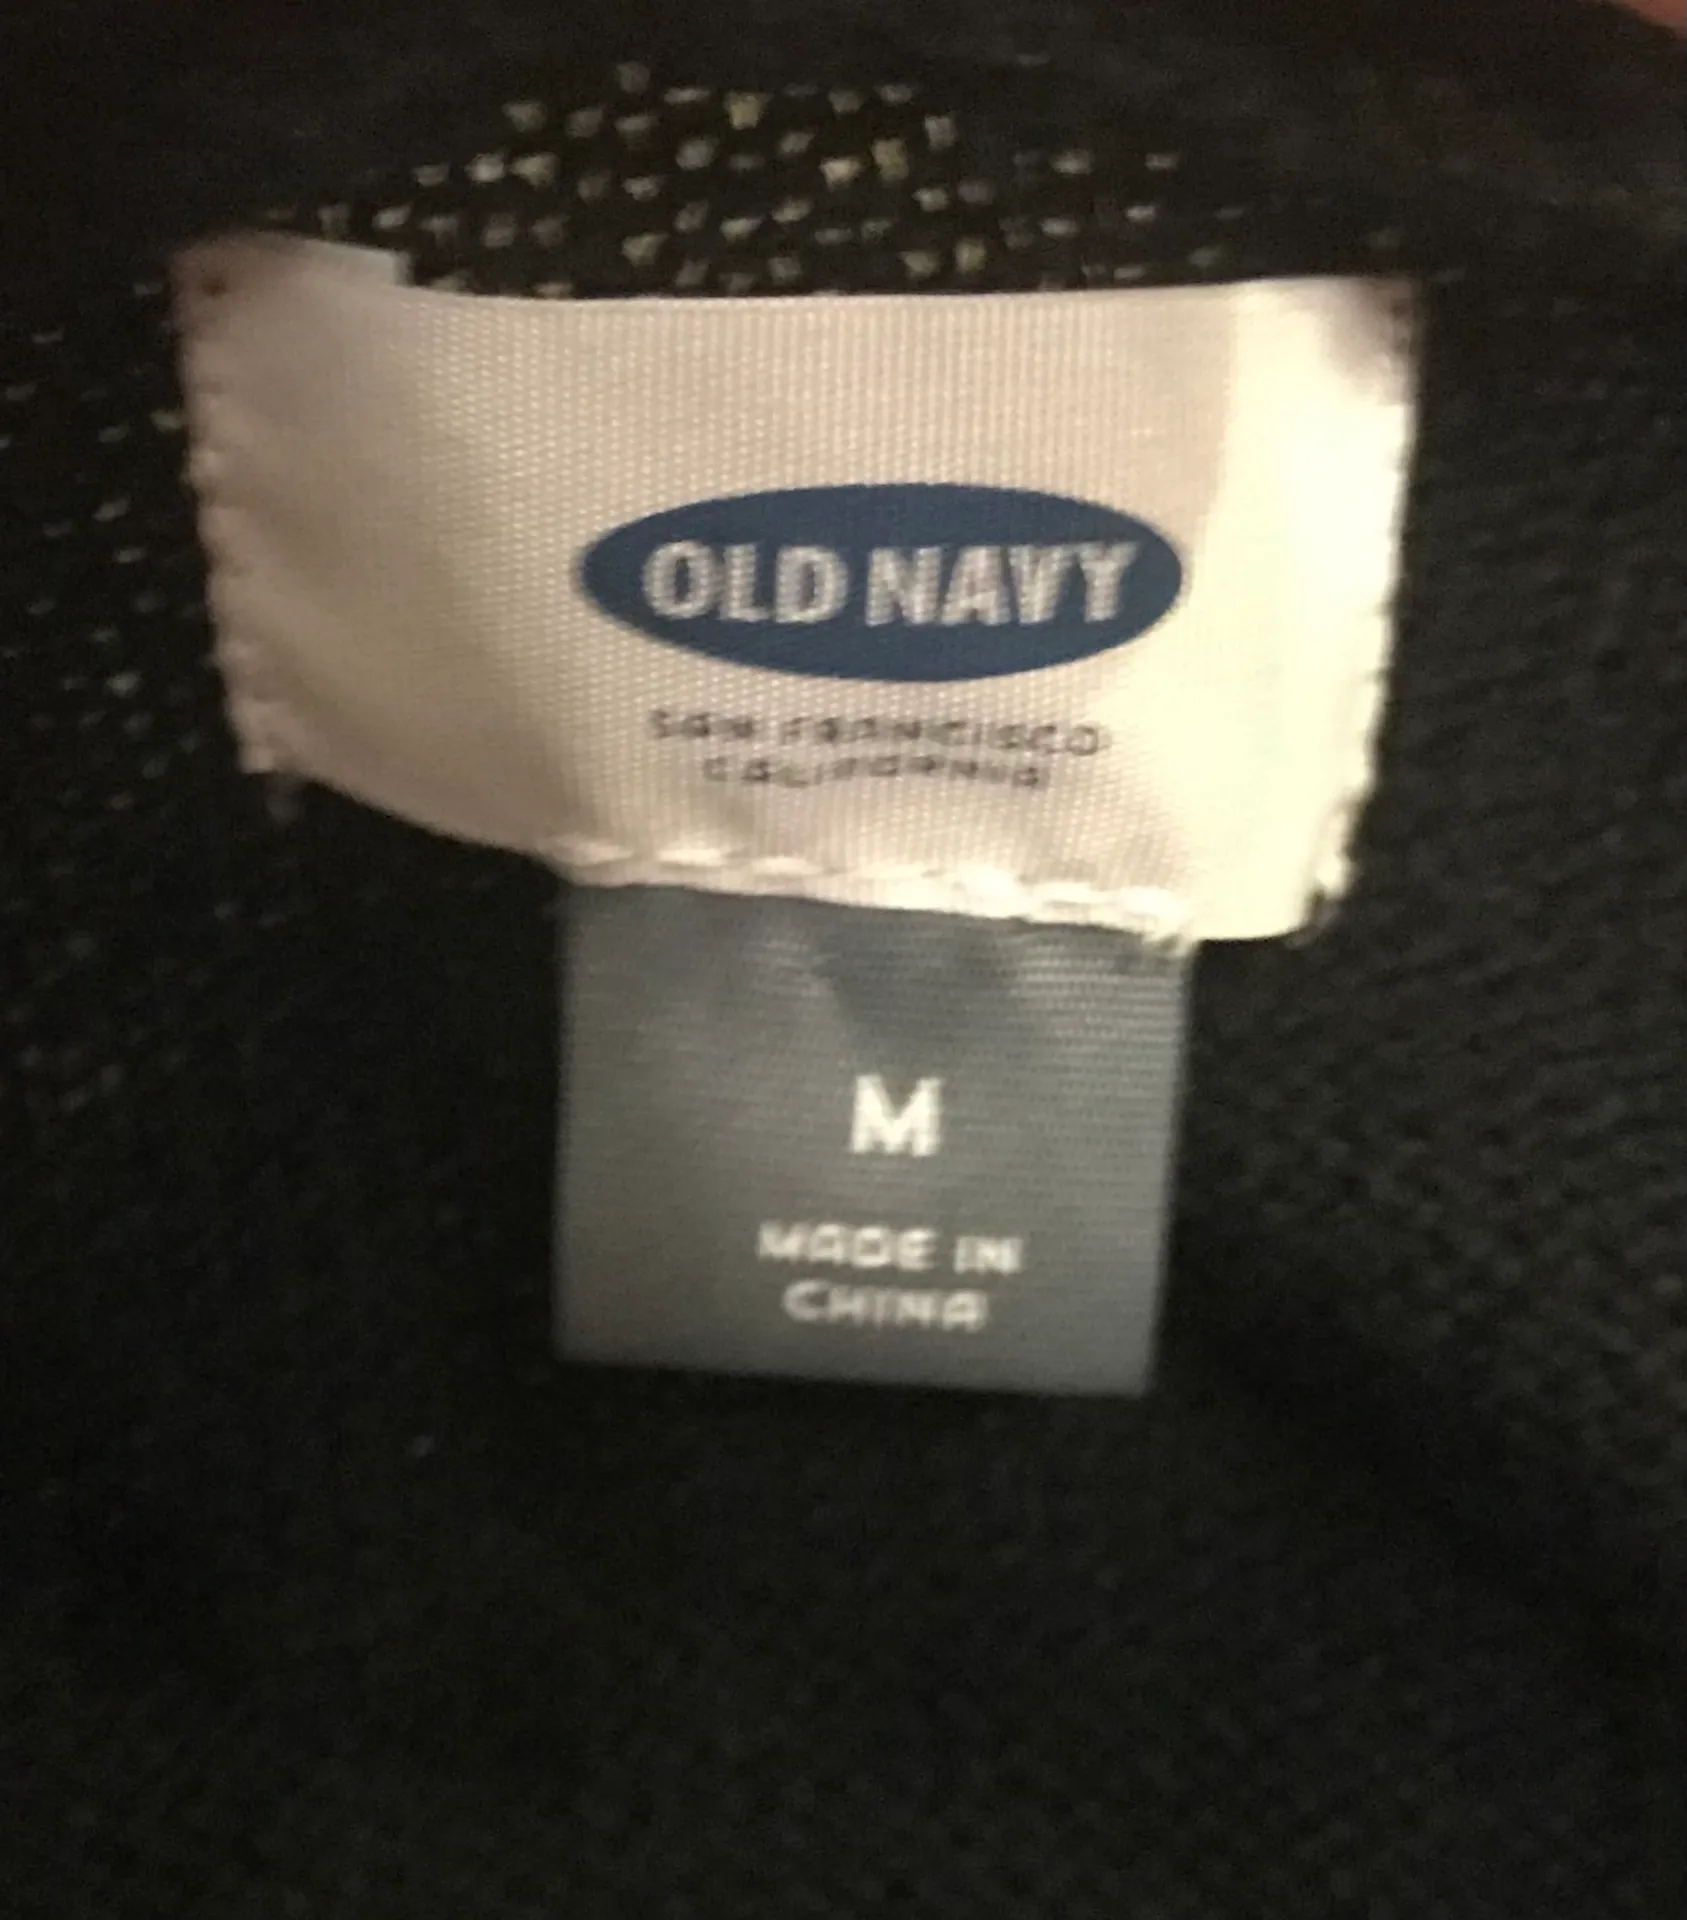 OLD NAVY
SAN FRANCISCO
CALIFORNIA
M
MADE IN
CHINA